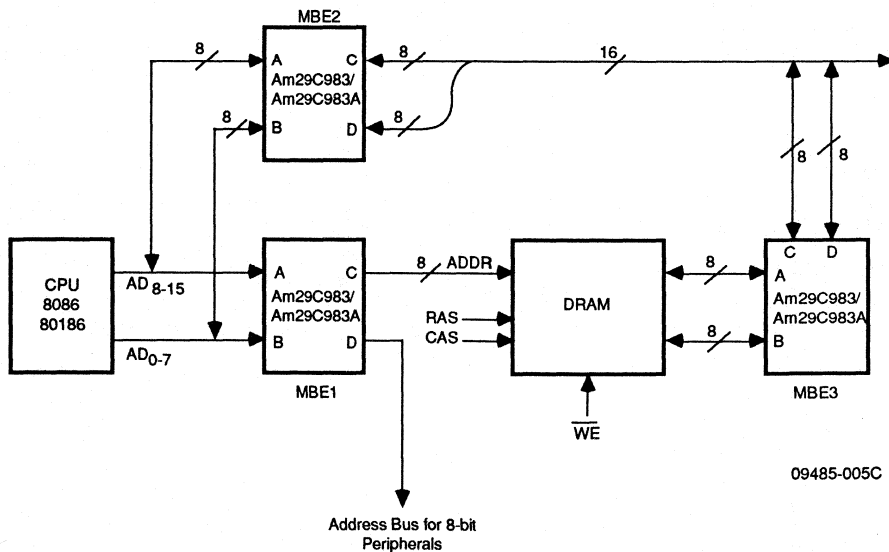 MBE2
8
A
C
8
16
Am29C983/
Am29C983A
8
B
D
8
8
8
CPU
8086
80186
AD8-15
AD0-7
A
C
Am29C983/
Am29C983A
B
D
MBE1
8
ADDR
RAS
CAS
DRAM
WE
8
8
C
D
A
Am29C983/
Am29C983A
B
MBE3
09485-005C
Address Bus for 8-bit
Peripherals